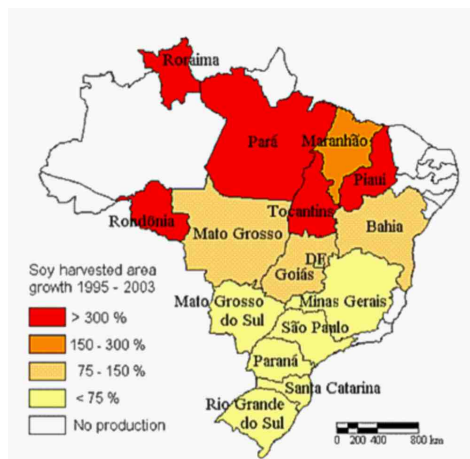 Roraima
Pará
Maranhão
Piauí
Tocantins
Rondônia
Mato Grosso
Bahia
DF
Goiás
Mato Grosso
do Sul
Minas Gerais
São Paulo
Paraná
Santa Catarina
Rio Grande
do Sul
Soy harvested area
growth 1995 - 2003
> 300 %
150 - 300 %
75 - 150 %
< 75 %
No production
0 200 400 800 km